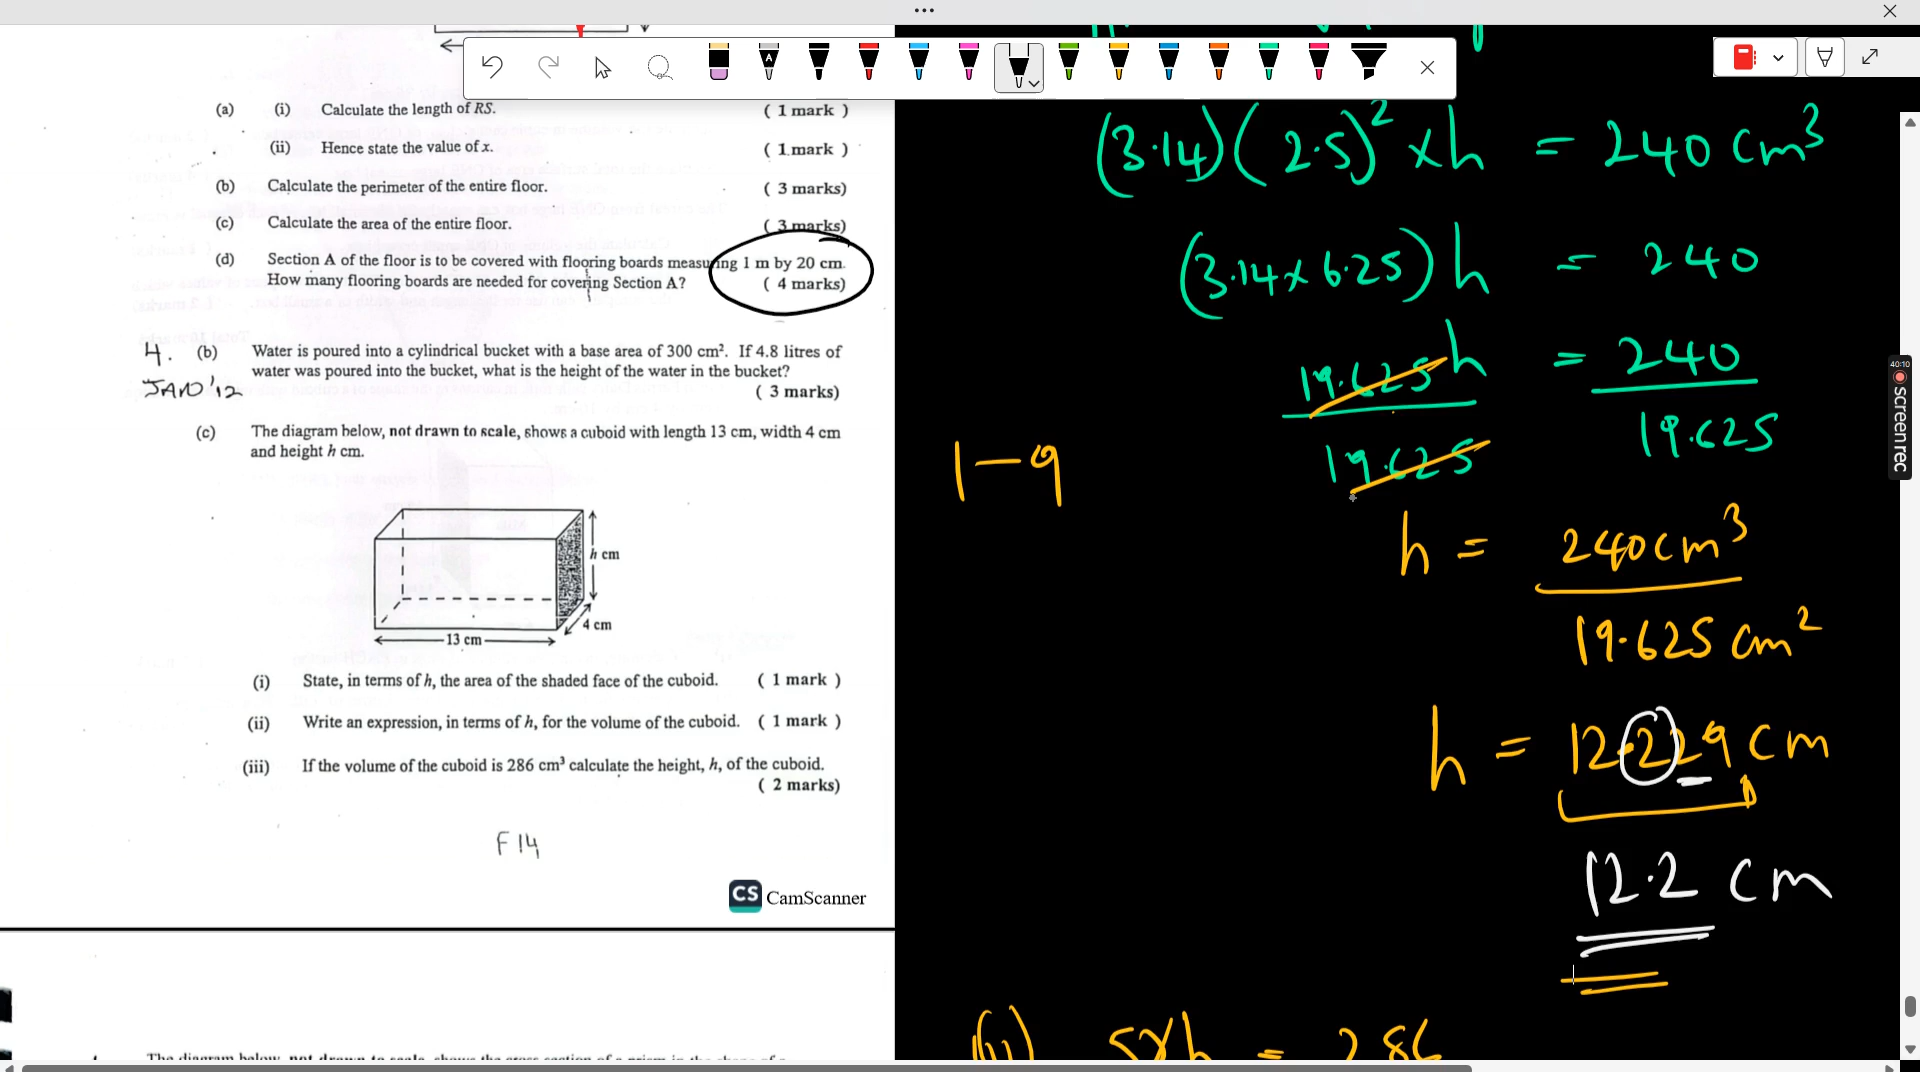 (a) (i) Calculate the length of RS. ( 1 mark )
(ii) Hence state the value of x. ( 1 mark )
(b) Calculate the perimeter of the entire floor. ( 3 marks)
(c) Calculate the area of the entire floor. ( 3 marks)
(d) Section A of the floor is to be covered with flooring boards measuring 1 m by 20 cm.
How many flooring boards are needed for covering Section A? ( 4 marks)
4. (b) Water is poured into a cylindrical bucket with a base area of 300 cm². If 4.8 litres of
JAN'12 water was poured into the bucket, what is the height of the water in the bucket?
( 3 marks)
(c) The diagram below, not drawn to scale, shows a cuboid with length 13 cm, width 4 cm
and height h cm.
h cm
4 cm
13 cm
(i) State, in terms of h, the area of the shaded face of the cuboid. ( 1 mark )
(ii) Write an expression, in terms of h, for the volume of the cuboid. ( 1 mark )
(iii) If the volume of the cuboid is 286 cm³ calculate the height, h, of the cuboid.
( 2 marks)
F 14
CS CamScanner
(3.14)(2.5)² × h = 240 cm³
(3.14 × 6.25) h = 240
19.625 h = 240
19.625 19.625
1 – 9
h = 240 cm³
19.625 cm²
h = 12.229 cm
12.2 cm
= 286
40:10
screenrec